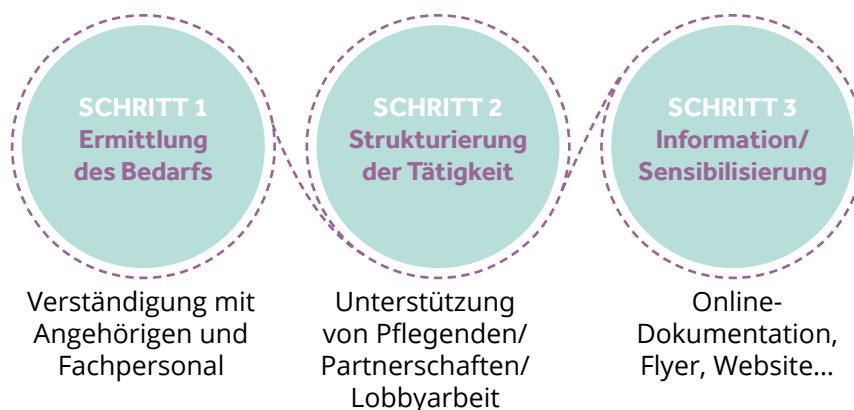 SCHRITT 1
Ermittlung
des Bedarfs
Verständigung mit
Angehörigen und
Fachpersonal
SCHRITT 2
Strukturierung
der Tätigkeit
Unterstützung
von Pflegenden/
Partnerschaften/
Lobbyarbeit
SCHRITT 3
Information/
Sensibilisierung
Online-
Dokumentation,
Flyer, Website...